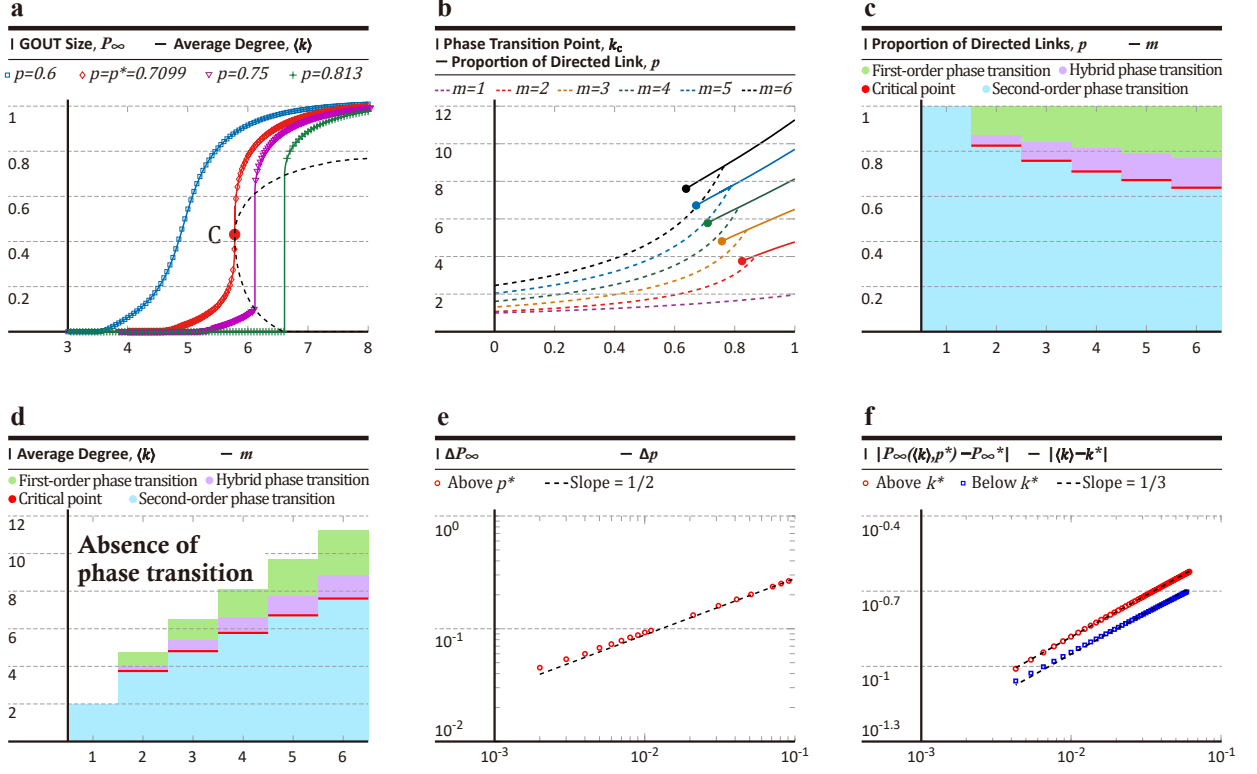 a
GOUT Size, P∞ — Average Degree, ⟨k⟩
p=0.6 p=p*=0.7099 p=0.75 p=0.813
1
0.8
0.6
0.4
0.2
C
3 4 5 6 7 8
b
Phase Transition Point, kc
— Proportion of Directed Link, p
m=1 m=2 m=3 m=4 m=5 m=6
12
10
8
6
4
2
0 0.2 0.4 0.6 0.8 1
c
Proportion of Directed Links, p — m
First-order phase transition Hybrid phase transition
Critical point Second-order phase transition
1
0.8
0.6
0.4
0.2
1 2 3 4 5 6
d
Average Degree, ⟨k⟩ — m
First-order phase transition Hybrid phase transition
Critical point Second-order phase transition
12
10
8
6
4
2
Absence of
phase transition
1 2 3 4 5 6
e
ΔP∞ — Δp
Above p* Slope = 1/2
10^0
10^-1
10^-2
10^-3 10^-2 10^-1
f
|P∞(⟨k⟩,p*)−P∞*| — |⟨k⟩−k*|
Above k* Below k* Slope = 1/3
10^-0.4
10^-0.7
10^-1
10^-1.3
10^-3 10^-2 10^-1